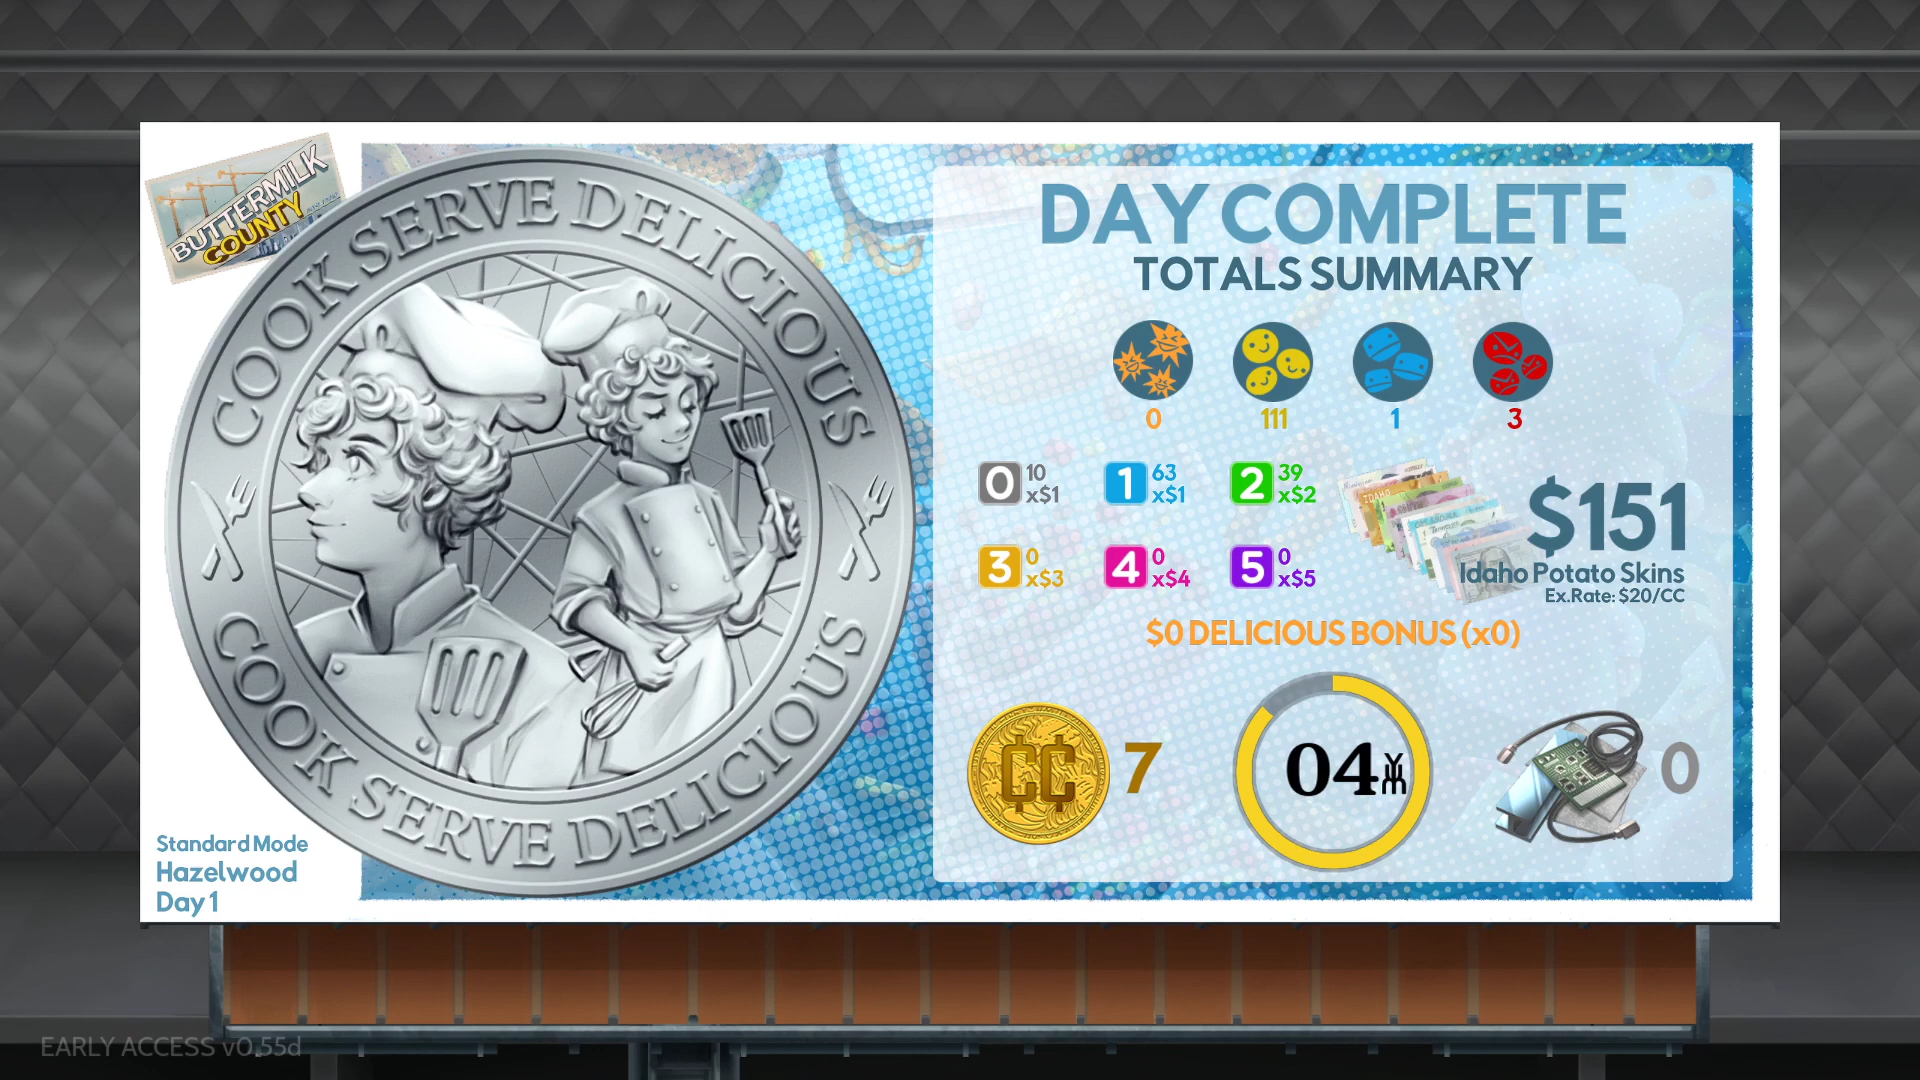 BUTTERMILK
COUNTY
COOK SERVE DELICIOUS
COOK SERVE DELICIOUS
Standard Mode
Hazelwood
Day 1
DAY COMPLETE
TOTALS SUMMARY
0 111 1 3
0 10 x$1
1 63 x$1
2 39 x$2
3 0 x$3
4 0 x$4
5 0 x$5
IDAHO
$151
Idaho Potato Skins
Ex.Rate: $20/CC
$0 DELICIOUS BONUS (x0)
CC 7
04
0
EARLY ACCESS v0.55d